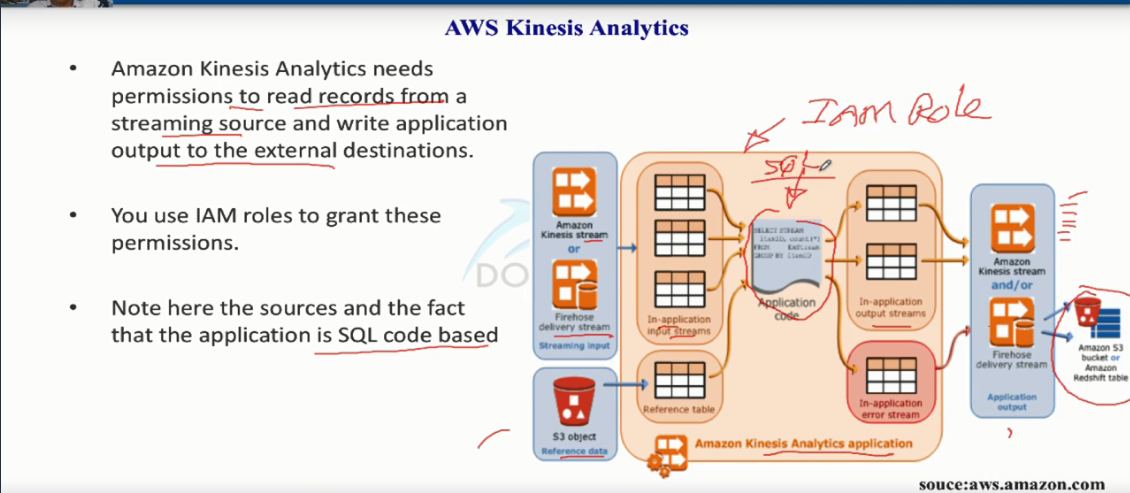 AWS Kinesis Analytics
• Amazon Kinesis Analytics needs
permissions to read records from a
streaming source and write application
output to the external destinations.
• You use IAM roles to grant these
permissions.
• Note here the sources and the fact
that the application is SQL code based
IAM Role
SQL
DO
Amazon
Kinesis stream
or
Firehose
delivery stream
Streaming input
S3 object
Reference data
In-application
input streams
Reference table
SELECT STREAM
ItemID, count(*)
FROM
GROUP BY ItemID
Application
code
In-application
output streams
In-application
error stream
Amazon Kinesis Analytics application
Amazon
Kinesis stream
and/or
Firehose
delivery stream
Application
output
Amazon S3
bucket or
Amazon
Redshift table
souce:aws.amazon.com